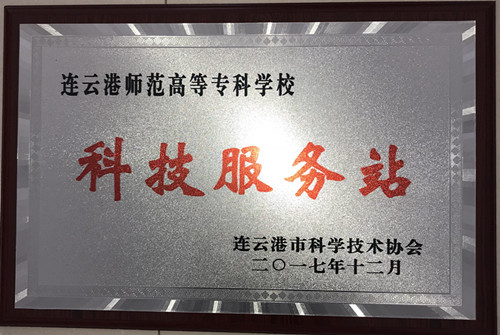 连云港师范高等专科学校
科技服务站
连云港市科学技术协会
二〇一七年十二月